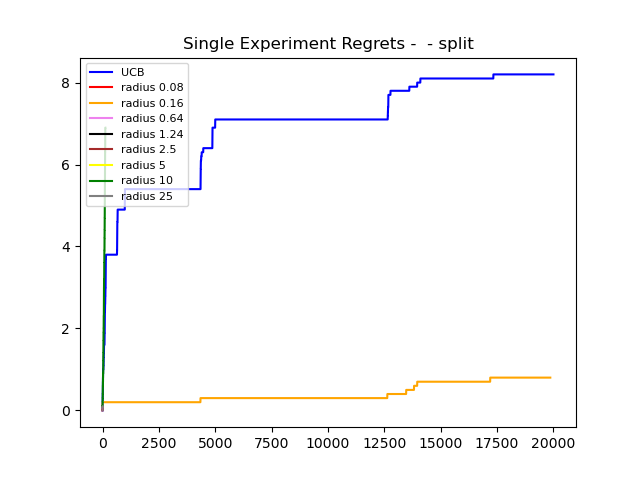 Single Experiment Regrets -  - split
8
6
4
2
0
UCB
radius 0.08
radius 0.16
radius 0.64
radius 1.24
radius 2.5
radius 5
radius 10
radius 25
0 2500 5000 7500 10000 12500 15000 17500 20000